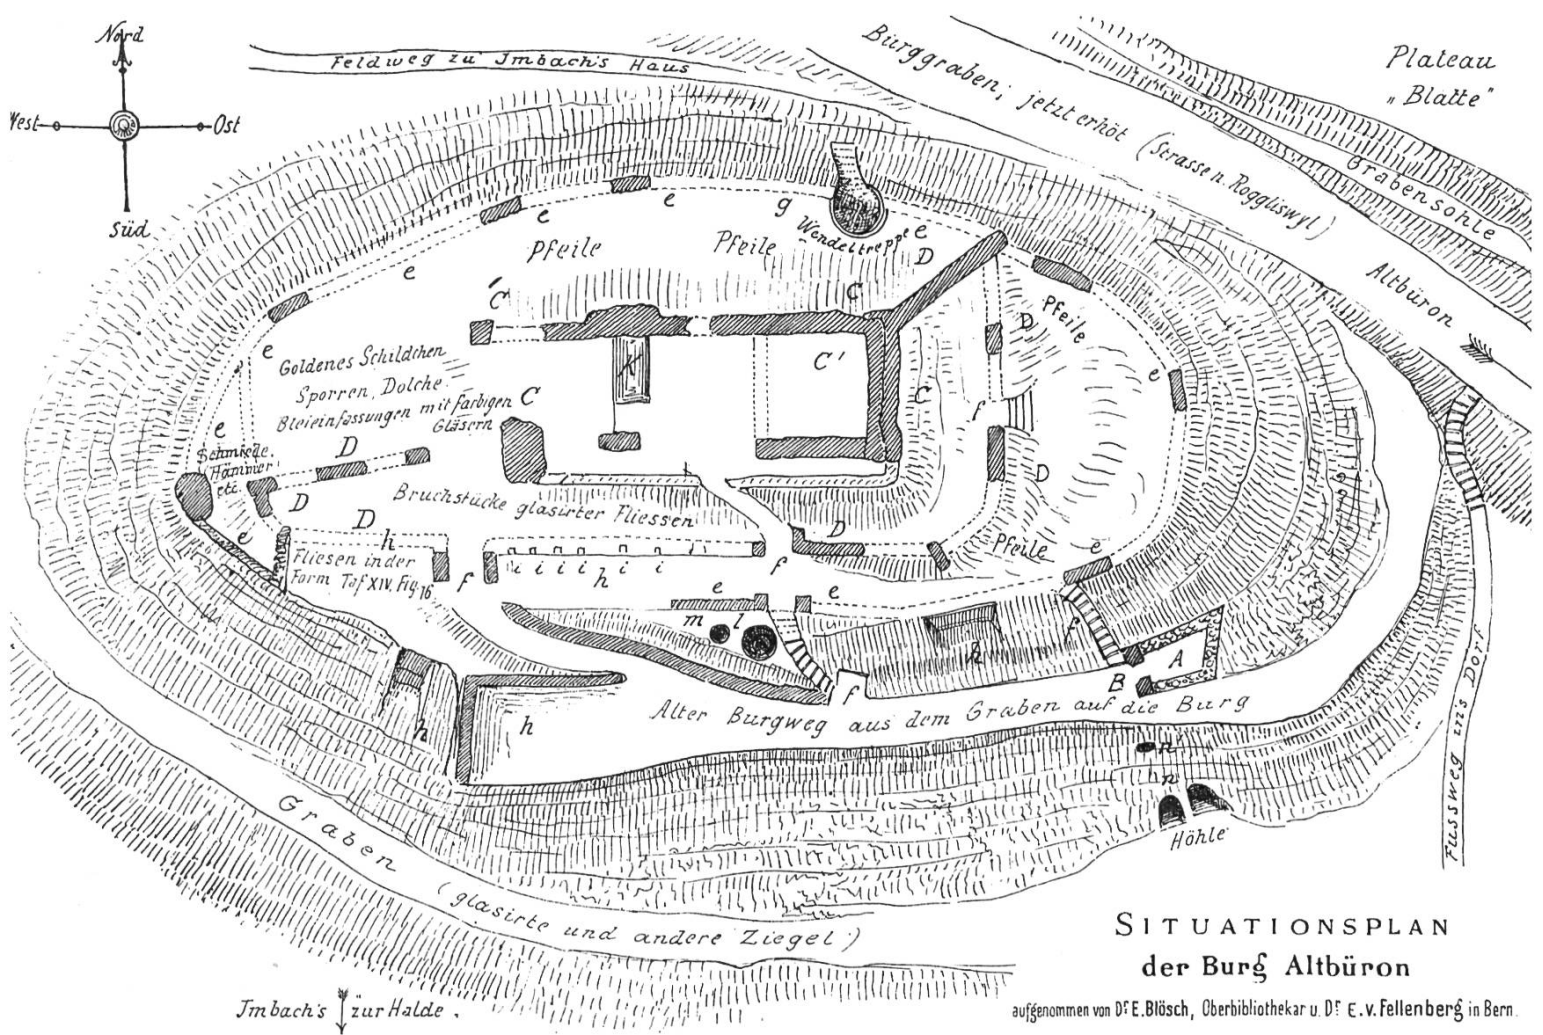 Nord
West
Ost
Süd
Feldweg zu Imbach's Haus
Burggraben; jetzt erhöt (Strasse n. Roggliswyl)
Plateau
„Blatte"
Grabensohle
Altbüron
e
e
g
Wendeltreppe
e
D
Pfeile
Pfeile
e
C
C
Pfeile
D
e
Goldenes Schildchen
Sporren, Dolche
Bleieinfassungen mit farbigen
Gläsern
C
K
C'
C
f
e
e
Schmiede.
Hämmer
etc.
D
D
D
Bruchstücke glasirter Fliessen
D
h
D
Pfeile
e
e
Fliesen in der
Form Taf XIV. Fig. 16
f
i i i i i i
h
f
e
e
m
l
h
f
A
B
f
h
h
Alter Burgweg aus dem Graben auf die Burg
n
n
Höhle
Fussweg ins Dorf
Graben (glasirte und andere Ziegel)
Imbach's zur Halde.
SITUATIONSPLAN
der Burg Altbüron
aufgenommen von Dr E. Blösch, Oberbibliothekar u. Dr E. v. Fellenberg in Bern.